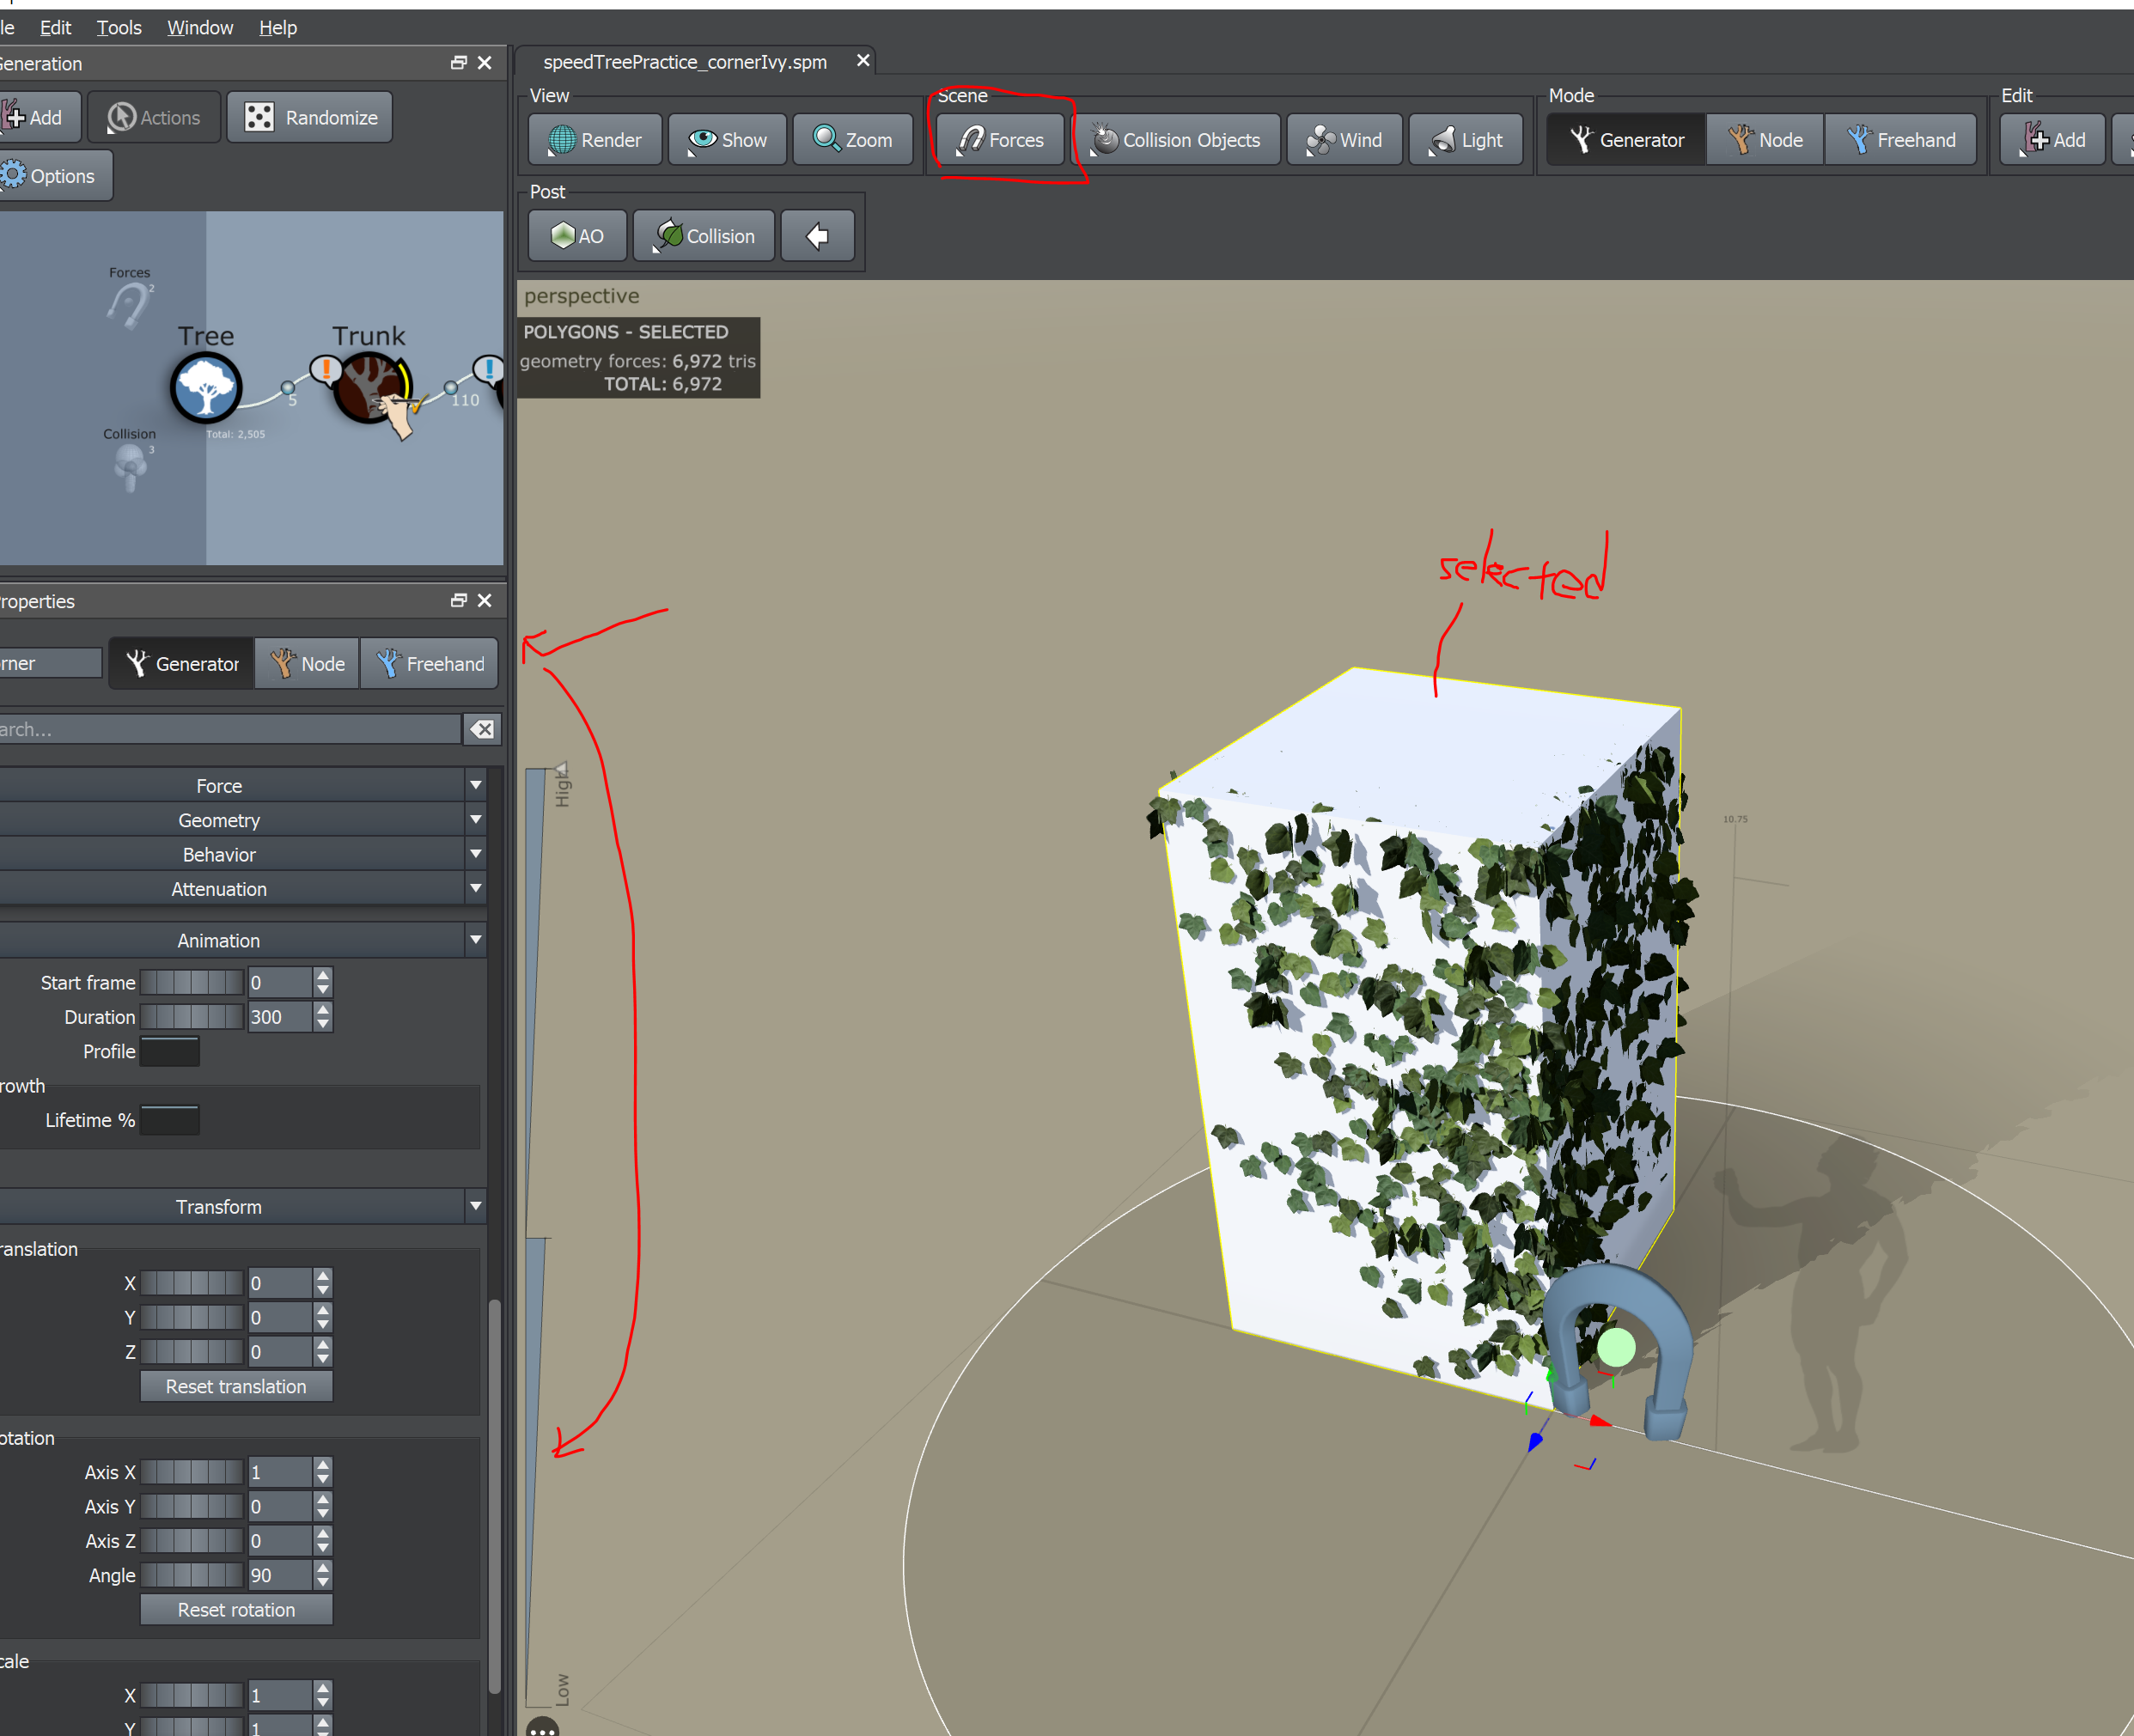 le Edit Tools Window Help
Generation
speedTreePractice_cornerIvy.spm
Add Actions Randomize
Options
View
Render Show Zoom
Scene
Forces Collision Objects Wind Light
Mode
Generator Node Freehand
Edit
Add
Post
AO Collision
Forces
2
Tree
Trunk
5
110
Total: 2,505
Collision
3
perspective
POLYGONS - SELECTED
geometry forces: 6,972 tris
TOTAL: 6,972
selected
roperties
rner Generator Node Freehand
arch...
Force
Geometry
Behavior
Attenuation
Animation
Start frame 0
Duration 300
Profile
rowth
Lifetime %
Transform
ranslation
X 0
Y 0
Z 0
Reset translation
otation
Axis X 1
Axis Y 0
Axis Z 0
Angle 90
Reset rotation
cale
X 1
Y 1
High
Low
10.75